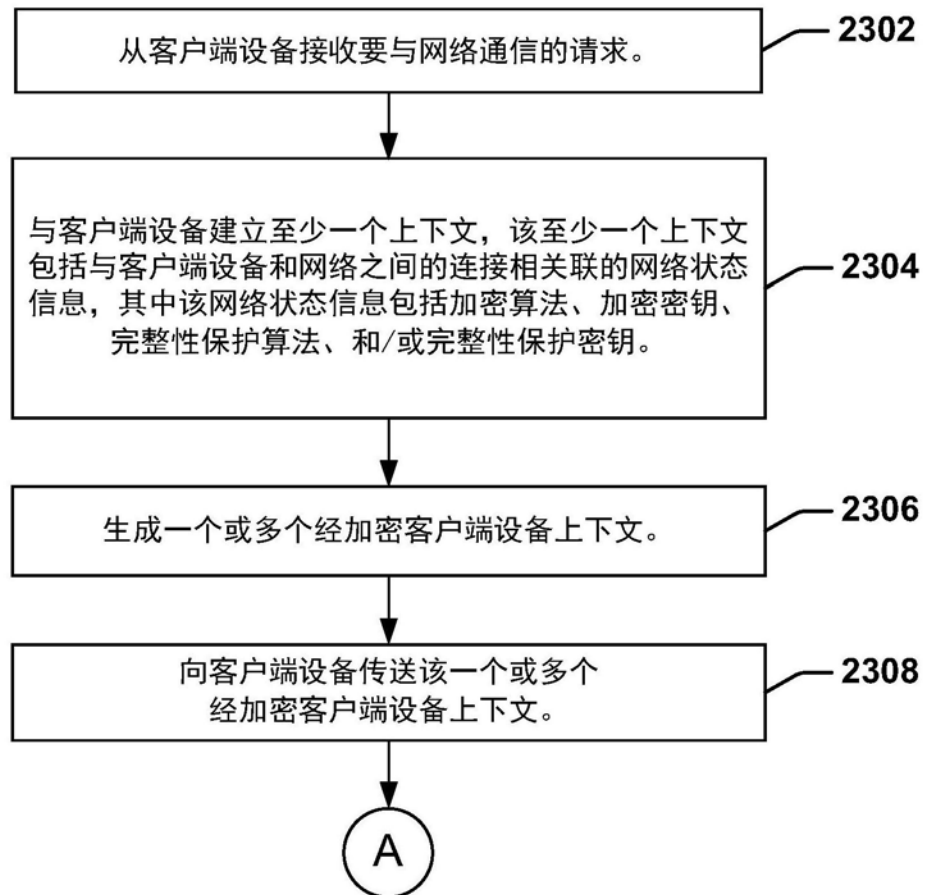 从客户端设备接收要与网络通信的请求。
2302
与客户端设备建立至少一个上下文，该至少一个上下文
包括与客户端设备和网络之间的连接相关联的网络状态
信息，其中该网络状态信息包括加密算法、加密密钥、
完整性保护算法、和/或完整性保护密钥。
2304
生成一个或多个经加密客户端设备上下文。
2306
向客户端设备传送该一个或多个
经加密客户端设备上下文。
2308
A